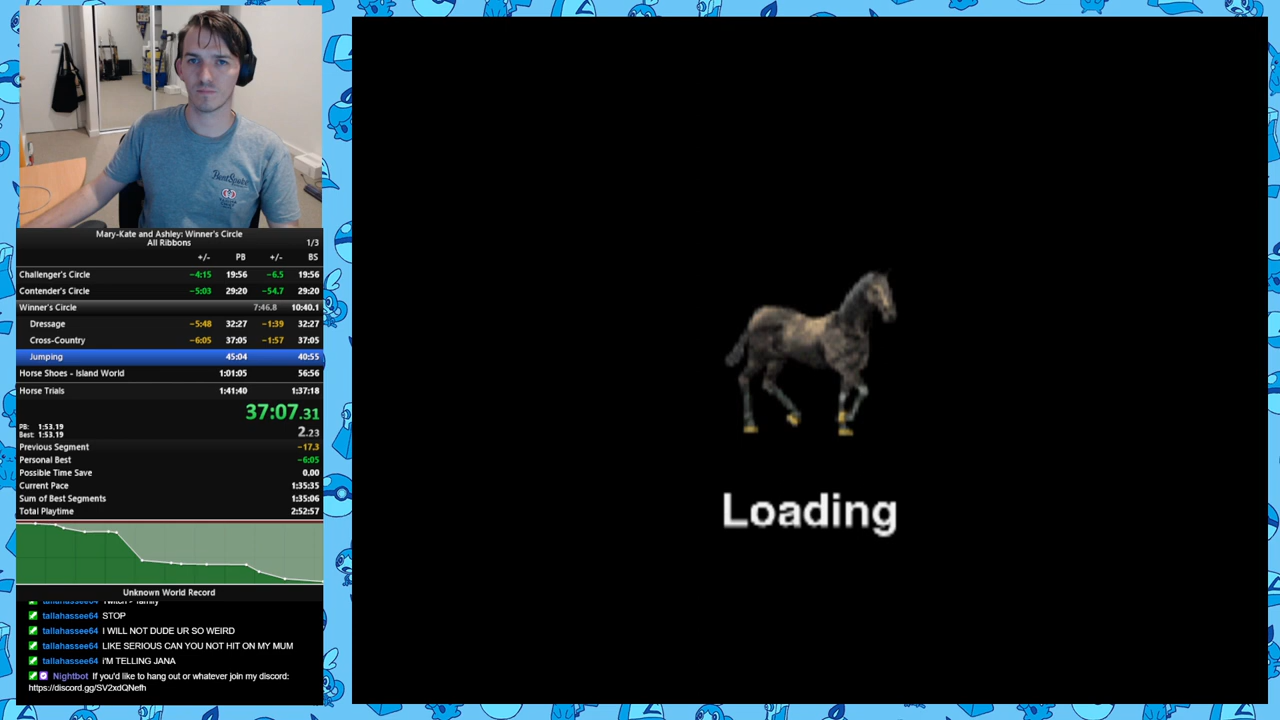 Mary-Kate and Ashley: Winner's Circle
All Ribbons 1/3
+/- PB +/- BS
Challenger's Circle −4:15 19:56 −6.5 19:56
Contender's Circle −5:03 29:20 −54.7 29:20
Winner's Circle 7:46.8 10:40.1
Dressage −5:48 32:27 −1:39 32:27
Cross-Country −6:05 37:05 −1:57 37:05
Jumping 45:04 40:55
Horse Shoes - Island World 1:01:05 56:56
Horse Trials 1:41:40 1:37:18
37:07.31
PB: 1:53.19
Best: 1:53.19
2.23
Previous Segment −17.3
Personal Best −6:05
Possible Time Save 0.00
Current Pace 1:35:35
Sum of Best Segments 1:35:06
Total Playtime 2:52:57
Unknown World Record
tallahassee64 Twitch > family
tallahassee64 STOP
tallahassee64 I WILL NOT DUDE UR SO WEIRD
tallahassee64 LIKE SERIOUS CAN YOU NOT HIT ON MY MUM
tallahassee64 i'M TELLING JANA
Nightbot If you'd like to hang out or whatever join my discord:
https://discord.gg/SV2xdQNefh
Loading